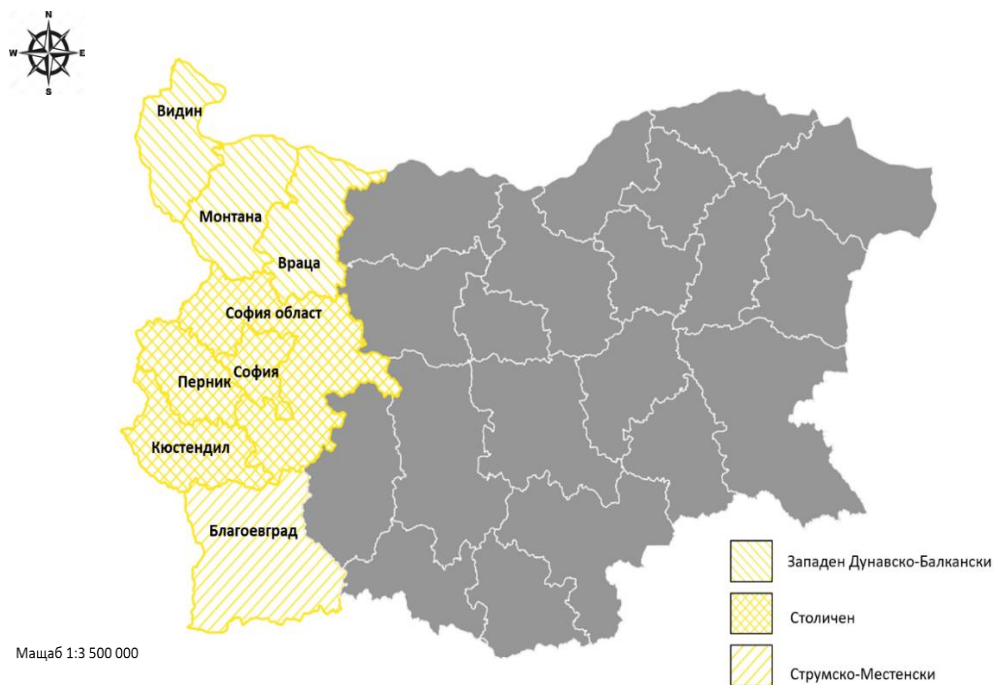 N
W E
S
Видин
Монтана
Враца
София област
София
Перник
Кюстендил
Благоевград
Западен Дунавско-Балкански
Столичен
Струмско-Местенски
Мащаб 1:3 500 000